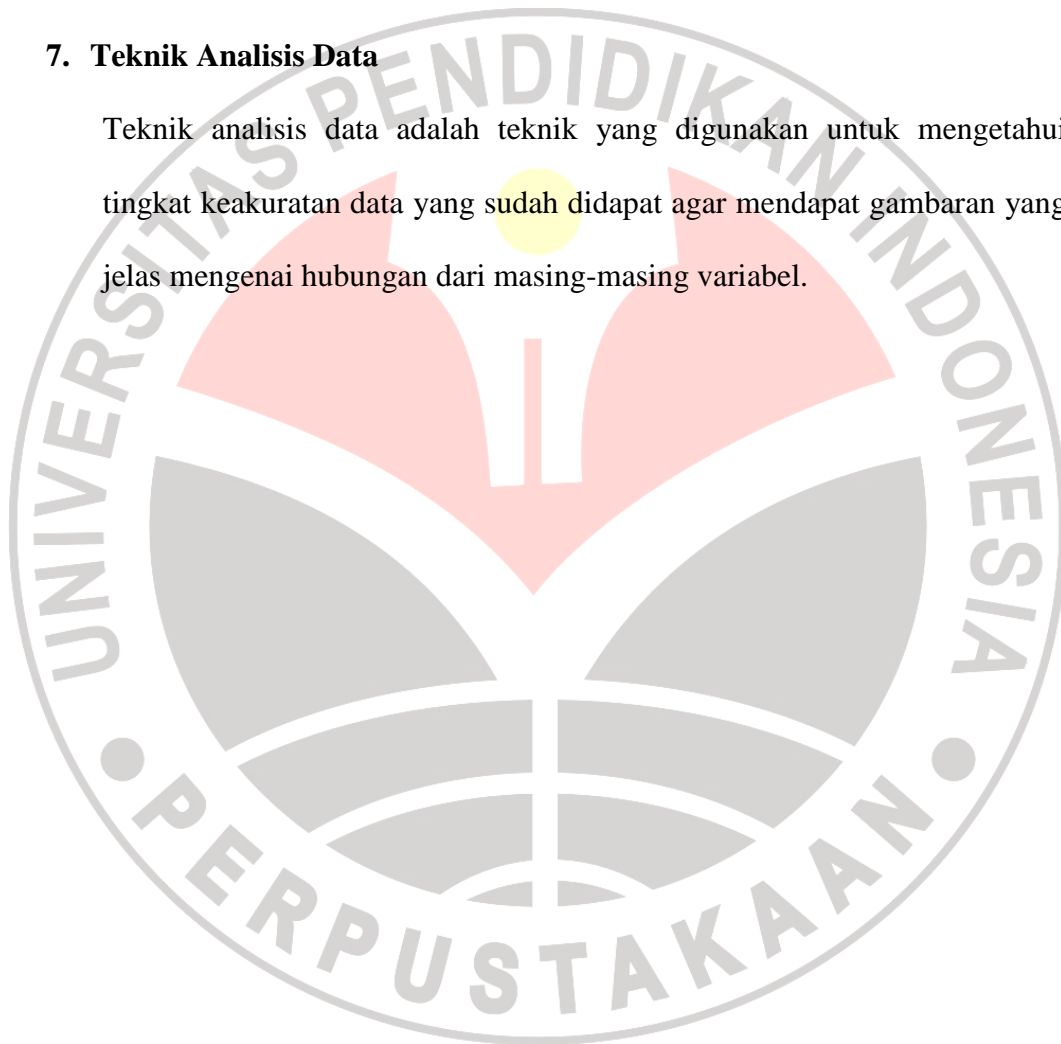 7. Teknik Analisis Data
Teknik analisis data adalah teknik yang digunakan untuk mengetahui
tingkat keakuratan data yang sudah didapat agar mendapat gambaran yang
jelas mengenai hubungan dari masing-masing variabel.
UNIVERSITAS PENDIDIKAN INDONESIA
PERPUSTAKAAN